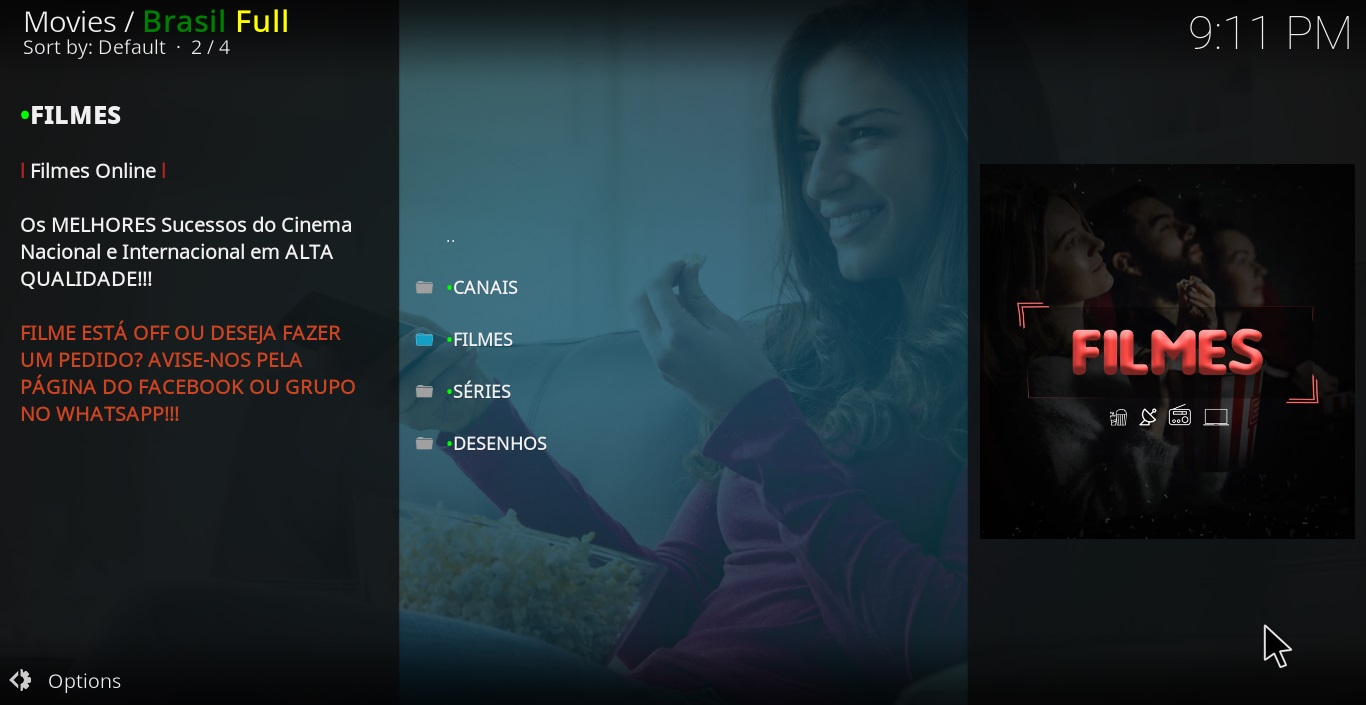 Movies / Brasil Full
Sort by: Default · 2 / 4
9:11 PM
•FILMES
| Filmes Online |
Os MELHORES Sucessos do Cinema
Nacional e Internacional em ALTA
QUALIDADE!!!
FILME ESTÁ OFF OU DESEJA FAZER
UM PEDIDO? AVISE-NOS PELA
PÁGINA DO FACEBOOK OU GRUPO
NO WHATSAPP!!!
..
•CANAIS
•FILMES
•SÉRIES
•DESENHOS
FILMES
Options